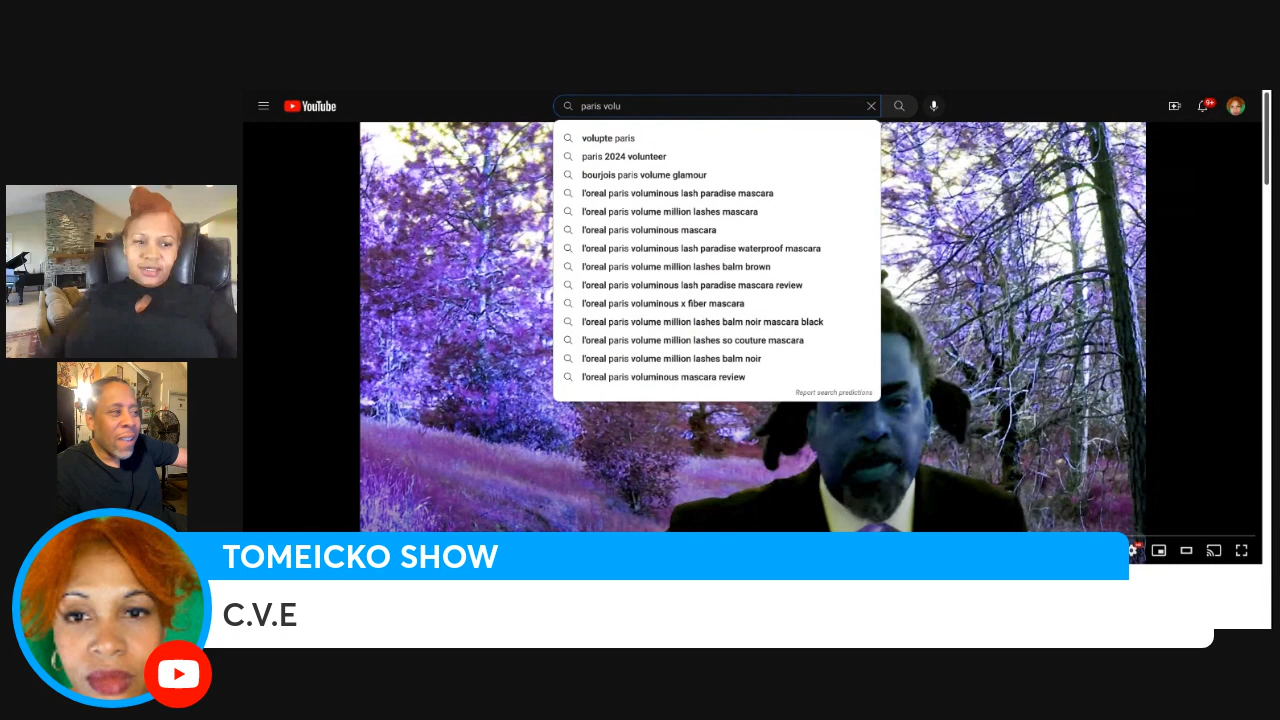 YouTube
paris volu
9+
volupte paris
paris 2024 volunteer
bourjois paris volume glamour
l'oreal paris voluminous lash paradise mascara
l'oreal paris volume million lashes mascara
l'oreal paris voluminous mascara
l'oreal paris voluminous lash paradise waterproof mascara
l'oreal paris volume million lashes balm brown
l'oreal paris voluminous lash paradise mascara review
l'oreal paris voluminous x fiber mascara
l'oreal paris volume million lashes balm noir mascara black
l'oreal paris volume million lashes so couture mascara
l'oreal paris volume million lashes balm noir
l'oreal paris voluminous mascara review
Report search predictions
TOMEICKO SHOW
C.V.E